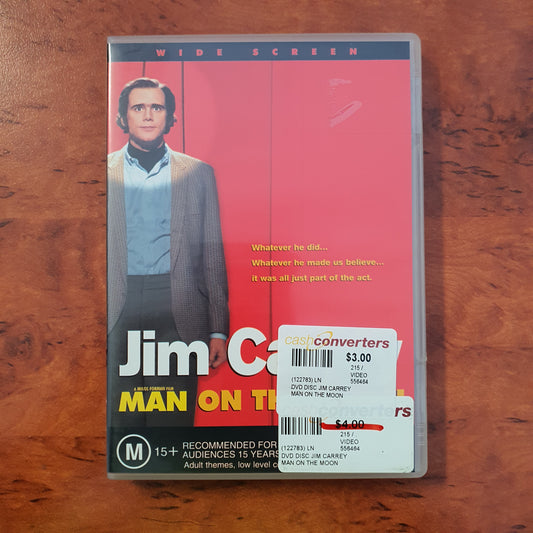 WIDE SCREEN
Whatever he did...
Whatever he made us believe...
it was all just part of the act.
Jim Ca
A MILOS FORMAN FILM
MAN ON TH
cashconverters
$3.00
215 /
VIDEO
(122783) LN 556464
DVD DISC JIM CARREY
MAN ON THE MOON
converters
$4.00
215 /
VIDEO
(122783) LN 556464
DVD DISC JIM CARREY
MAN ON THE MOON
M 15+ RECOMMENDED FOR
AUDIENCES 15 YEARS
Adult themes, low level c